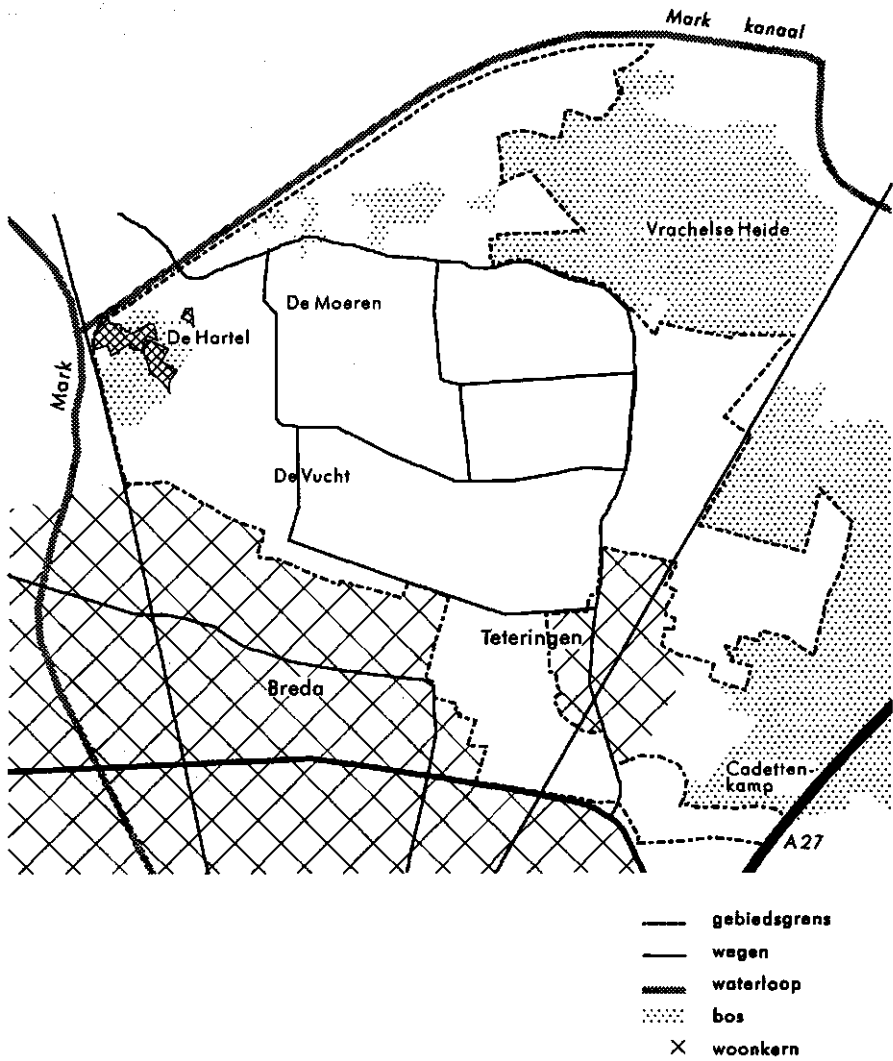 Mark kanaal
Vrachelse Heide
De Moeren
De Hartel
Mark
De Vucht
Teteringen
Breda
Cadetten-
kamp
A27
gebiedsgrens
wegen
waterloop
bos
woonkern